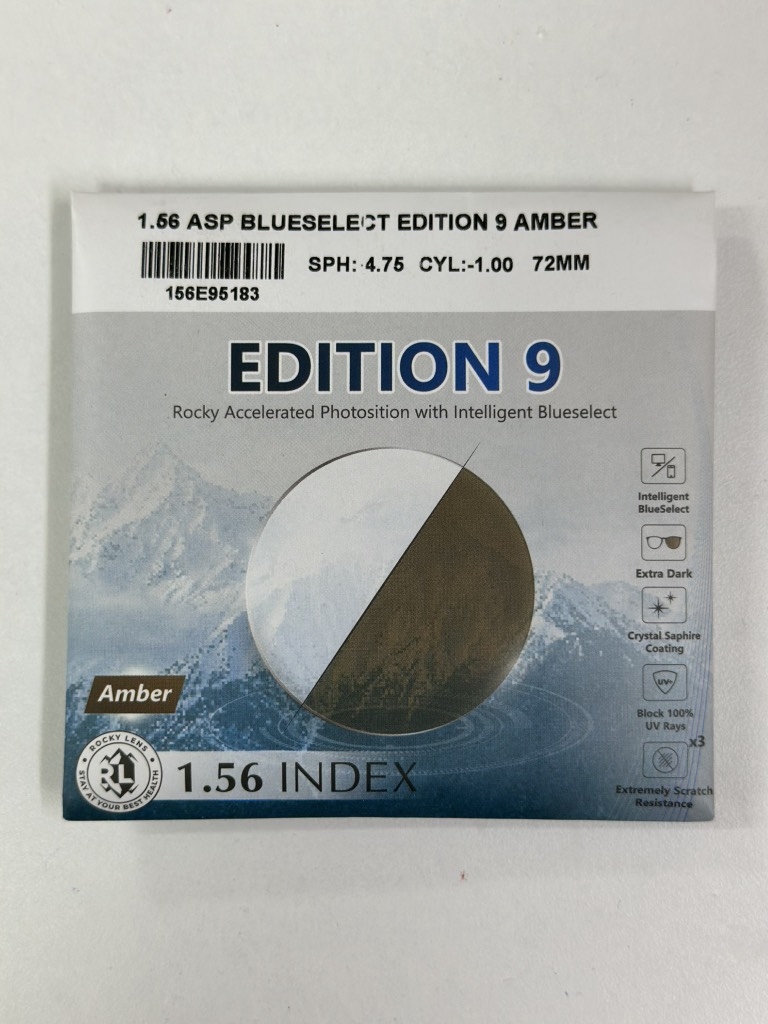 1.56 ASP BLUESELECT EDITION 9 AMBER
SPH:-4.75 CYL:-1.00 72MM
156E95183
EDITION 9
Rocky Accelerated Photosition with Intelligent Blueselect
Intelligent
BlueSelect
Extra Dark
Crystal Saphire
Coating
UV+
Block 100%
UV Rays
x3
Extremely Scratch
Resistance
Amber
ROCKY LENS
RL
STAY AT YOUR BEST HEALTH
1.56 INDEX